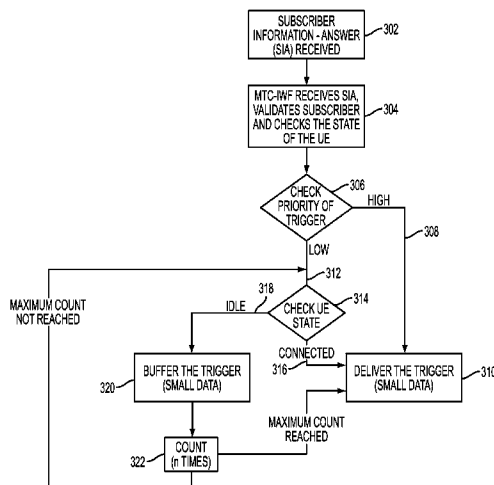 SUBSCRIBER
INFORMATION - ANSWER
(SIA) RECEIVED
302
MTC-IWF RECEIVES SIA,
VALIDATES SUBSCRIBER
AND CHECKS THE STATE
OF THE UE
304
CHECK
PRIORITY OF
TRIGGER
306
HIGH
308
LOW
312
MAXIMUM COUNT
NOT REACHED
318
IDLE
CHECK UE
STATE
314
CONNECTED
316
BUFFER THE TRIGGER
(SMALL DATA)
320
DELIVER THE TRIGGER
(SMALL DATA)
310
MAXIMUM COUNT
REACHED
COUNT
(n TIMES)
322